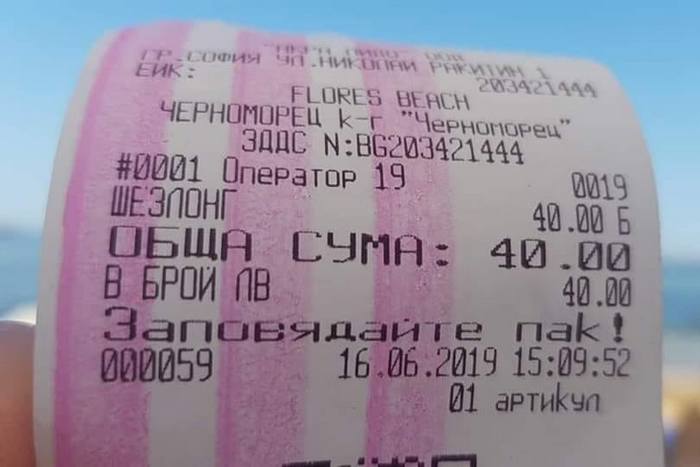 ГР.СОФИЯ УЛ.НИКОЛАЙ РАКИТИН 1
ЕИК: 203421444
FLORES BEACH
ЧЕРНОМОРЕЦ к-г "Черноморец"
ЗДДС N:BG203421444
#0001 Оператор 19 0019
ШЕЗЛОНГ 40.00 Б
ОБЩА СУМА: 40.00
В БРОЙ ЛВ 40.00
Заповядайте пак!
000059 16.06.2019 15:09:52
01 артикул